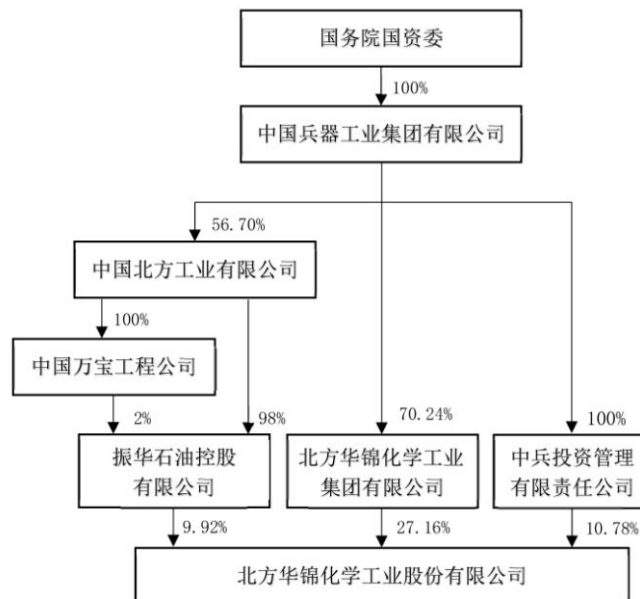 国务院国资委
100%
中国兵器工业集团有限公司
56.70%
中国北方工业有限公司
100%
中国万宝工程公司
2%
98%
70.24%
100%
振华石油控股
有限公司
北方华锦化学工业
集团有限公司
中兵投资管理
有限责任公司
9.92%
27.16%
10.78%
北方华锦化学工业股份有限公司